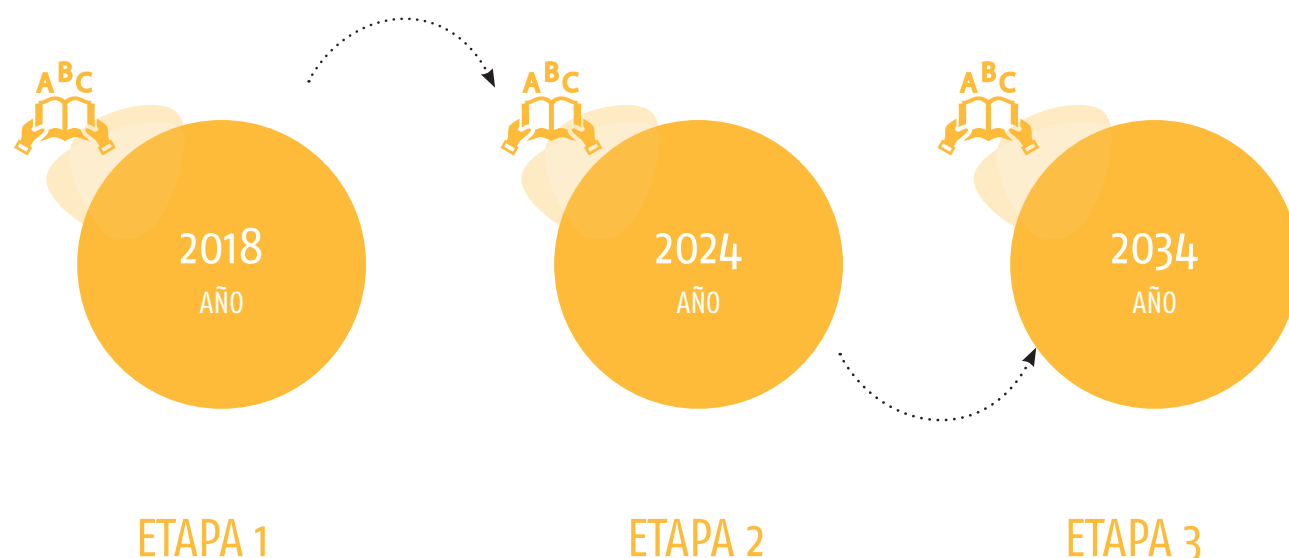 ABC
ABC
ABC
2018
AÑO
2024
AÑO
2034
AÑO
ETAPA 1
ETAPA 2
ETAPA 3